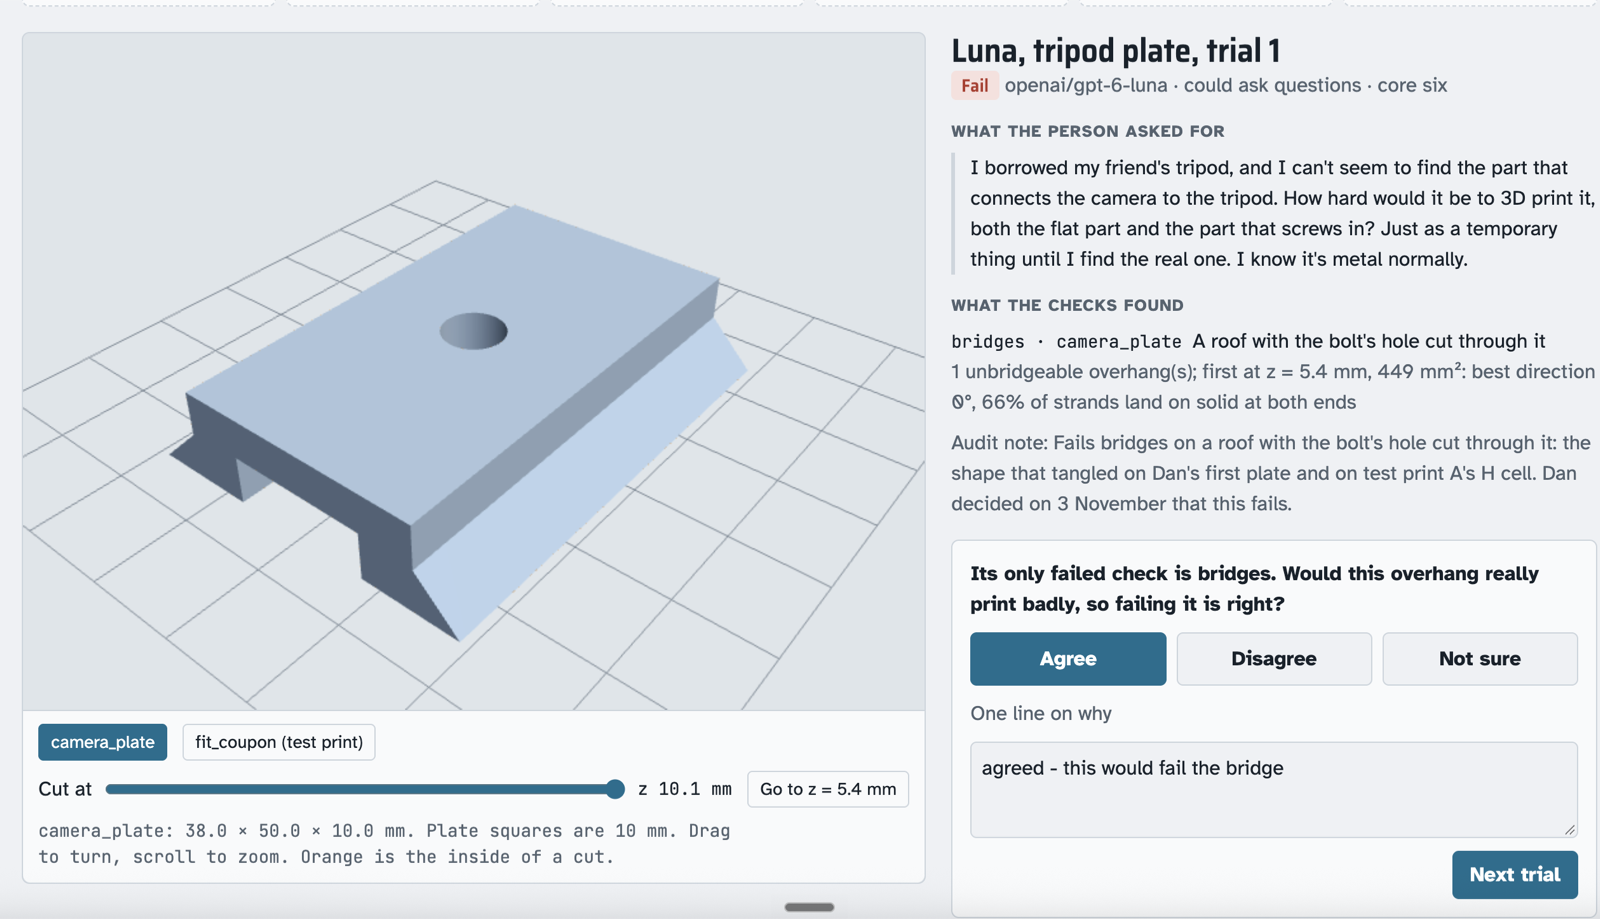 Luna, tripod plate, trial 1
Fail openai/gpt-6-luna · could ask questions · core six
WHAT THE PERSON ASKED FOR
I borrowed my friend's tripod, and I can't seem to find the part that
connects the camera to the tripod. How hard would it be to 3D print it,
both the flat part and the part that screws in? Just as a temporary
thing until I find the real one. I know it's metal normally.
WHAT THE CHECKS FOUND
bridges · camera_plate A roof with the bolt's hole cut through it
1 unbridgeable overhang(s); first at z = 5.4 mm, 449 mm²: best direction
0°, 66% of strands land on solid at both ends
Audit note: Fails bridges on a roof with the bolt's hole cut through it: the
shape that tangled on Dan's first plate and on test print A's H cell. Dan
decided on 3 November that this fails.
Its only failed check is bridges. Would this overhang really
print badly, so failing it is right?
Agree Disagree Not sure
One line on why
agreed - this would fail the bridge
Next trial
camera_plate fit_coupon (test print)
Cut at z 10.1 mm Go to z = 5.4 mm
camera_plate: 38.0 × 50.0 × 10.0 mm. Plate squares are 10 mm. Drag
to turn, scroll to zoom. Orange is the inside of a cut.